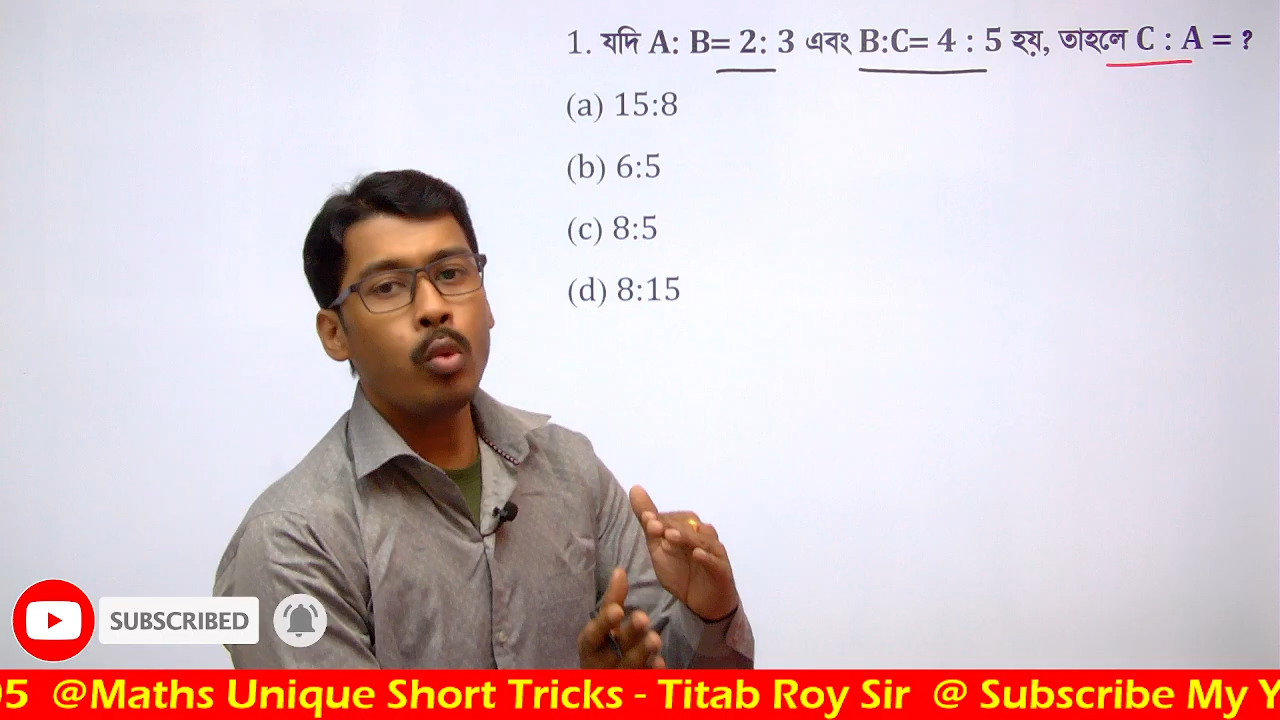 1. যদি A: B= 2: 3 এবং B:C= 4 : 5 হয়, তাহলে C : A = ?
(a) 15:8
(b) 6:5
(c) 8:5
(d) 8:15
SUBSCRIBED
95 @Maths Unique Short Tricks - Titab Roy Sir @ Subscribe My Y